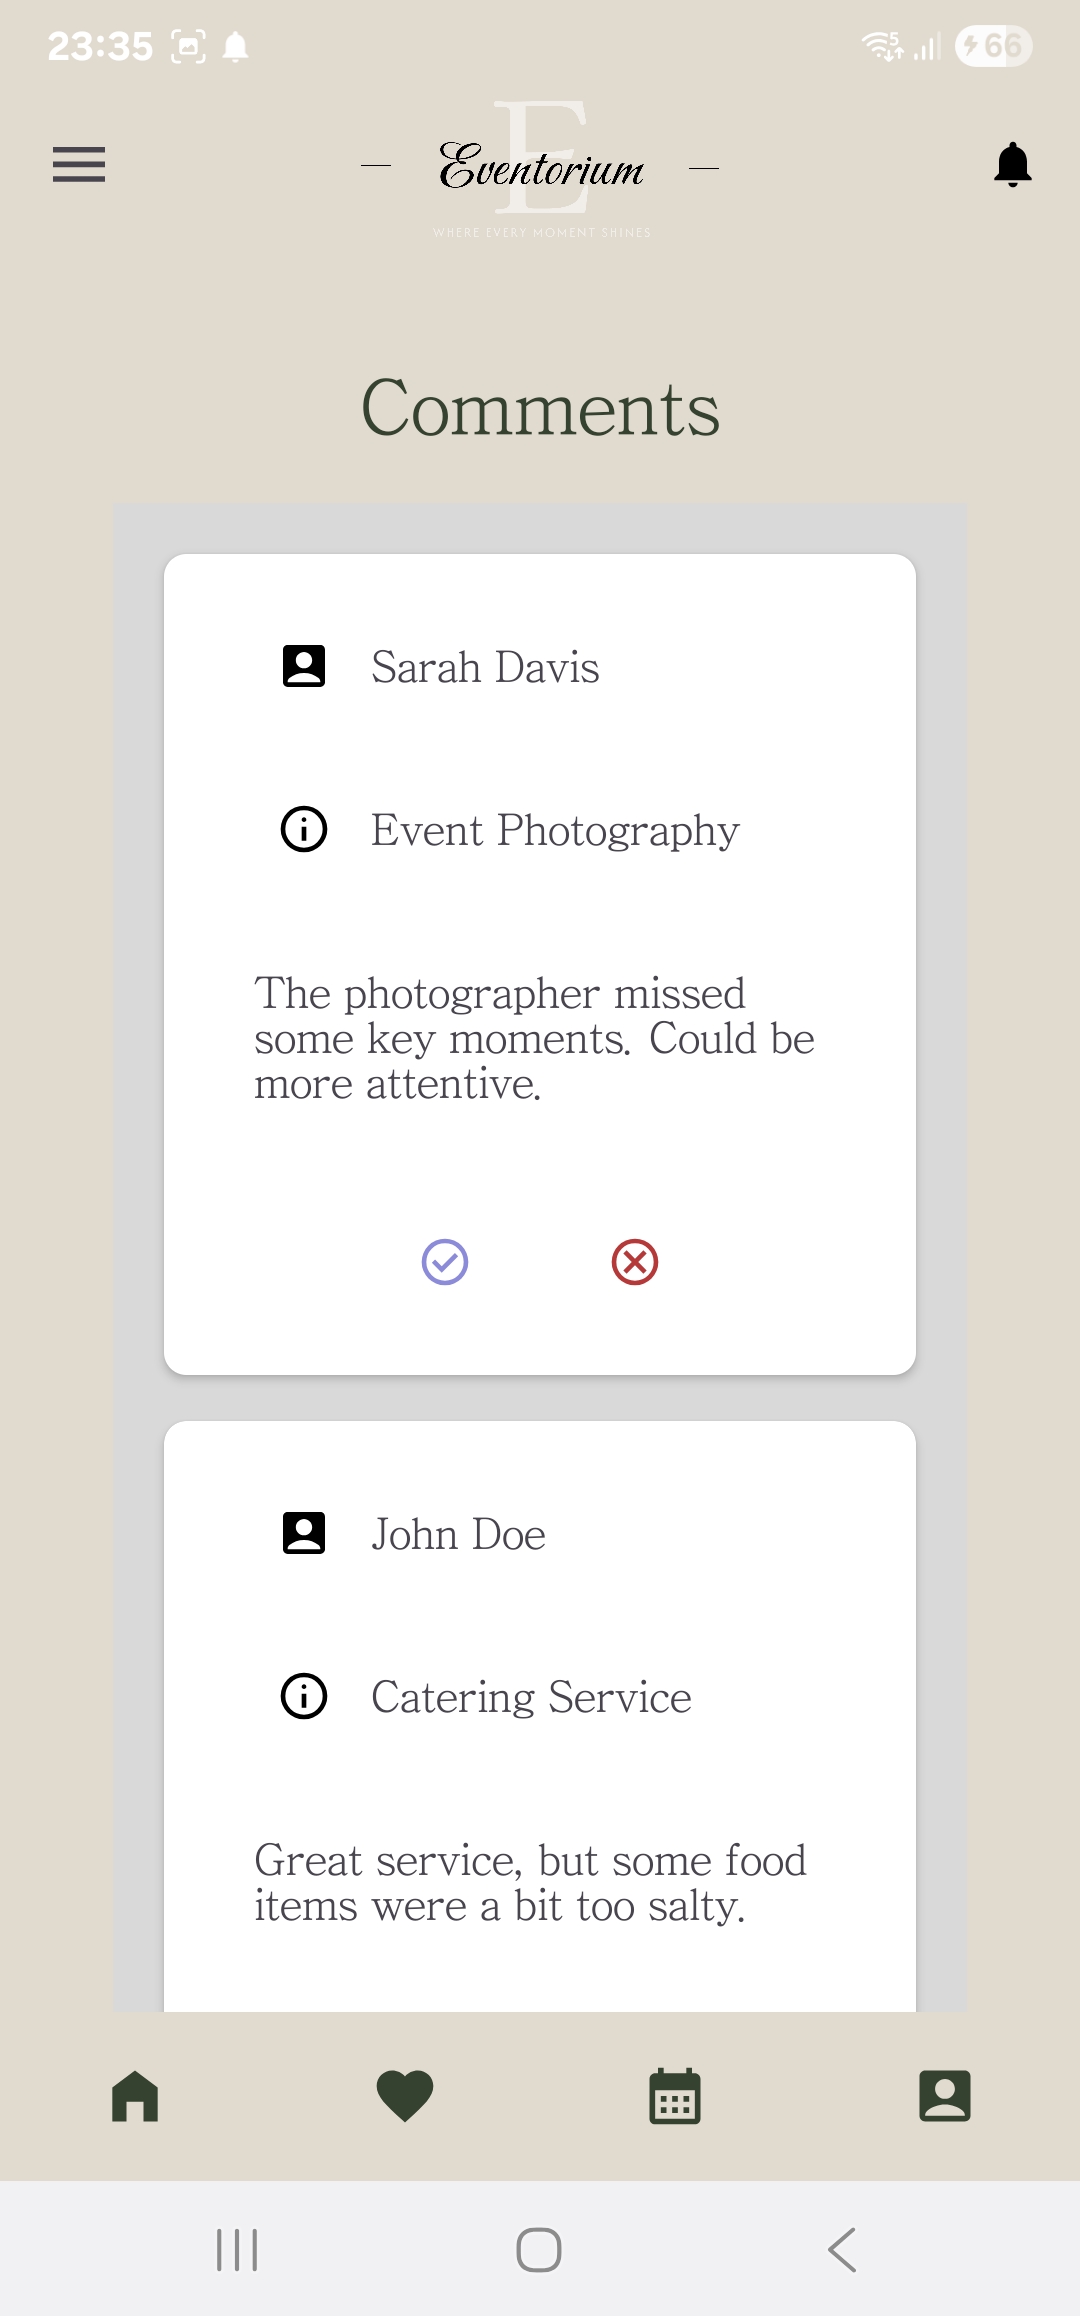 23:35
5
66
E
Eventorium
WHERE EVERY MOMENT SHINES
Comments
Sarah Davis
Event Photography
The photographer missed
some key moments. Could be
more attentive.
John Doe
Catering Service
Great service, but some food
items were a bit too salty.